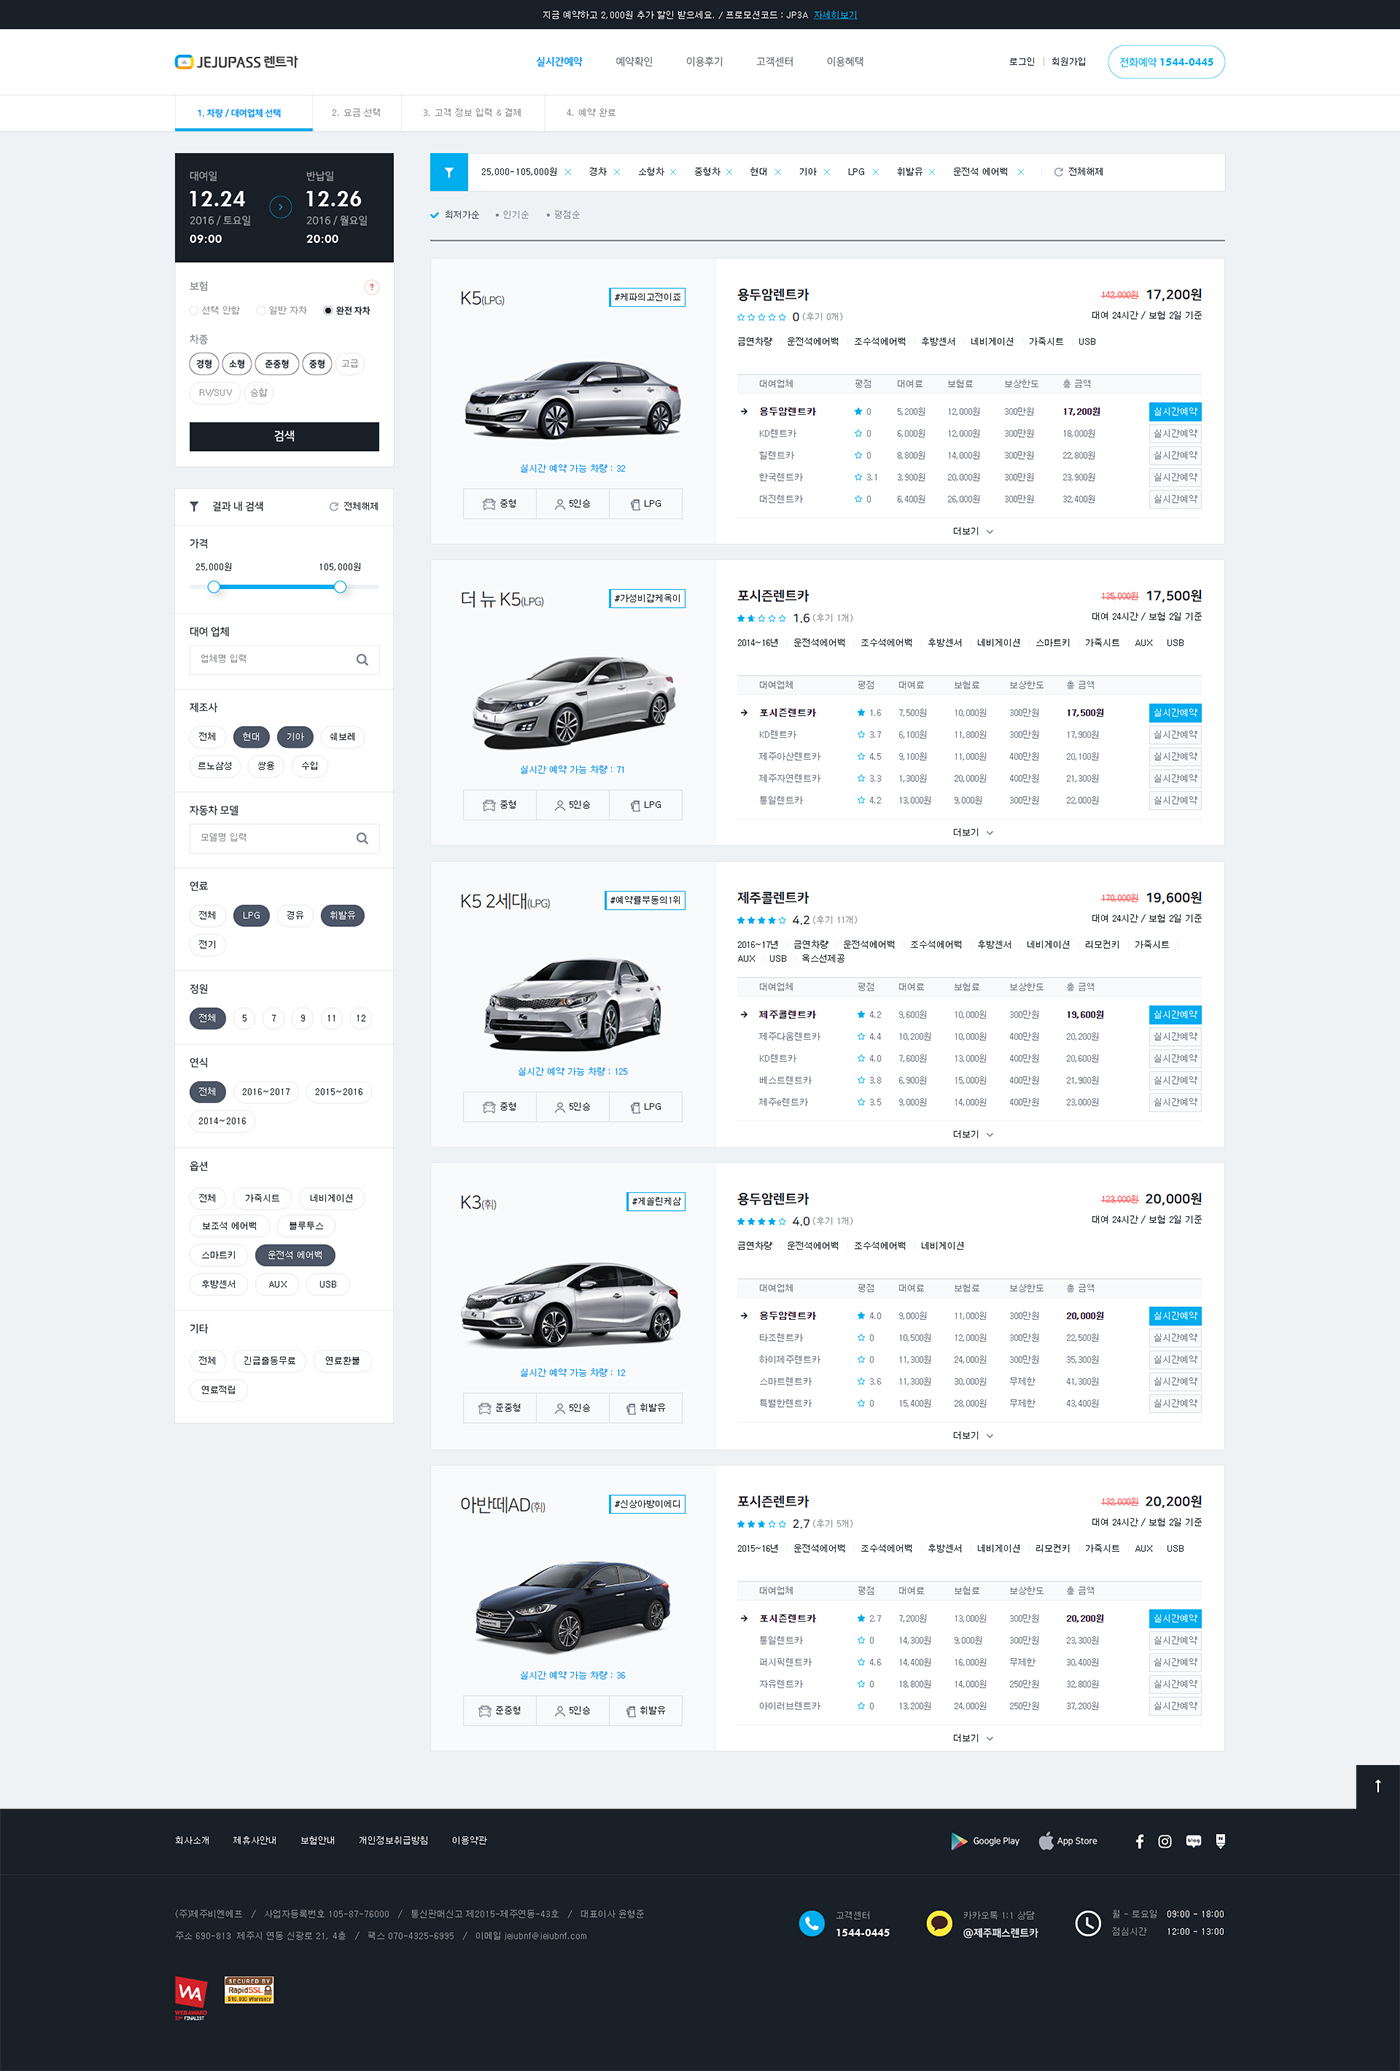 지금 예약하고 2,000원 추가 할인 받으세요. / 프로모션코드 : JP3A 자세히보기
JEJUPASS 렌트카
실시간예약 예약확인 이용후기 고객센터 이용혜택
로그인 회원가입 전화예약 1544-0445
1. 차량 / 대여업체 선택 2. 요금 선택 3. 고객 정보 입력 & 결제 4. 예약 완료
대여일 반납일
12.24 12.26
2016 / 토요일 2016 / 월요일
09:00 20:00
보험 ?
선택 안함 일반 자차 완전 자차
차종
경형 소형 준중형 중형 고급
RV/SUV 승합
검색
결과 내 검색 전체해제
가격
25,000원 105,000원
대여 업체
업체명 입력
제조사
전체 현대 기아 쉐보레
르노삼성 쌍용 수입
자동차 모델
모델명 입력
연료
전체 LPG 경유 휘발유
전기
정원
전체 5 7 9 11 12
연식
전체 2016~2017 2015~2016
2014~2016
옵션
전체 가죽시트 네비게이션
보조석 에어백 블루투스
스마트키 운전석 에어백
후방센서 AUX USB
기타
전체 긴급출동무료 연료환불
연료적립
25,000-105,000원 경차 소형차 중형차 현대 기아 LPG 휘발유 운전석 에어백 전체해제
최저가순 인기순 평점순
K5(LPG) #케파의고전이죠
실시간 예약 가능 차량 : 32
중형 5인승 LPG
용두암렌트카 142,000원 17,200원
0 (후기 0개) 대여 24시간 / 보험 2일 기준
금연차량 운전석에어백 조수석에어백 후방센서 네비게이션 가죽시트 USB
대여업체 평점 대여료 보험료 보상한도 총 금액
용두암렌트카 0 5,200원 12,000원 300만원 17,200원 실시간예약
KD렌트카 0 6,000원 12,000원 300만원 18,000원 실시간예약
힐렌트카 0 8,800원 14,000원 300만원 22,800원 실시간예약
한국렌트카 3.1 3,900원 20,000원 300만원 23,900원 실시간예약
대진렌트카 0 6,400원 26,000원 300만원 32,400원 실시간예약
더보기
더 뉴 K5(LPG) #가성비갑케옥이
실시간 예약 가능 차량 : 71
중형 5인승 LPG
포시즌렌트카 135,000원 17,500원
1.6 (후기 1개) 대여 24시간 / 보험 2일 기준
2014~16년 운전석에어백 조수석에어백 후방센서 네비게이션 스마트키 가죽시트 AUX USB
대여업체 평점 대여료 보험료 보상한도 총 금액
포시즌렌트카 1.6 7,500원 10,000원 300만원 17,500원 실시간예약
KD렌트카 3.7 6,100원 11,800원 300만원 17,900원 실시간예약
제주아산렌트카 4.5 9,100원 11,000원 400만원 20,100원 실시간예약
제주자연렌트카 3.3 1,300원 20,000원 400만원 21,300원 실시간예약
통일렌트카 4.2 13,000원 9,000원 300만원 22,000원 실시간예약
더보기
K5 2세대(LPG) #예약률부동의1위
실시간 예약 가능 차량 : 125
중형 5인승 LPG
제주콜렌트카 170,000원 19,600원
4.2 (후기 11개) 대여 24시간 / 보험 2일 기준
2016~17년 금연차량 운전석에어백 조수석에어백 후방센서 네비게이션 리모컨키 가죽시트
AUX USB 옥스선제공
대여업체 평점 대여료 보험료 보상한도 총 금액
제주콜렌트카 4.2 9,600원 10,000원 300만원 19,600원 실시간예약
제주다움렌트카 4.4 10,200원 10,000원 400만원 20,200원 실시간예약
KD렌트카 4.0 7,600원 13,000원 400만원 20,600원 실시간예약
베스트렌트카 3.8 6,900원 15,000원 400만원 21,900원 실시간예약
제주e렌트카 3.5 9,000원 14,000원 400만원 23,000원 실시간예약
더보기
K3(휘) #게쏠린케삼
실시간 예약 가능 차량 : 12
준중형 5인승 휘발유
용두암렌트카 123,000원 20,000원
4.0 (후기 1개) 대여 24시간 / 보험 2일 기준
금연차량 운전석에어백 조수석에어백 네비게이션
대여업체 평점 대여료 보험료 보상한도 총 금액
용두암렌트카 4.0 9,000원 11,000원 300만원 20,000원 실시간예약
타조렌트카 0 10,500원 12,000원 300만원 22,500원 실시간예약
하이제주렌트카 0 11,300원 24,000원 300만원 35,300원 실시간예약
스마트렌트카 3.6 11,300원 30,000원 무제한 41,300원 실시간예약
특별한렌트카 0 15,400원 28,000원 무제한 43,400원 실시간예약
더보기
아반떼AD(휘) #신상아방이에디
실시간 예약 가능 차량 : 36
준중형 5인승 휘발유
포시즌렌트카 132,000원 20,200원
2.7 (후기 5개) 대여 24시간 / 보험 2일 기준
2015~16년 운전석에어백 조수석에어백 후방센서 네비게이션 리모컨키 가죽시트 AUX USB
대여업체 평점 대여료 보험료 보상한도 총 금액
포시즌렌트카 2.7 7,200원 13,000원 300만원 20,200원 실시간예약
통일렌트카 0 14,300원 9,000원 300만원 23,300원 실시간예약
퍼시픽렌트카 4.6 14,400원 16,000원 무제한 30,400원 실시간예약
자유렌트카 0 18,800원 14,000원 250만원 32,800원 실시간예약
아이러브렌트카 0 13,200원 24,000원 250만원 37,200원 실시간예약
더보기
회사소개 제휴사안내 보험안내 개인정보취급방침 이용약관
Google Play App Store
(주)제주비엔에프 / 사업자등록번호 105-87-76000 / 통신판매신고 제2015-제주연동-43호 / 대표이사 윤형준
주소 690-813 제주시 연동 신광로 21, 4층 / 팩스 070-4325-6995 / 이메일 jejubnf@jejubnf.com
고객센터
1544-0445
카카오톡 1:1 상담
@제주패스렌트카
월 - 토요일 09:00 - 18:00
점심시간 12:00 - 13:00
WA
WEB AWARD
FINALIST
SECURED BY
RapidSSL
$10,000 Warranty